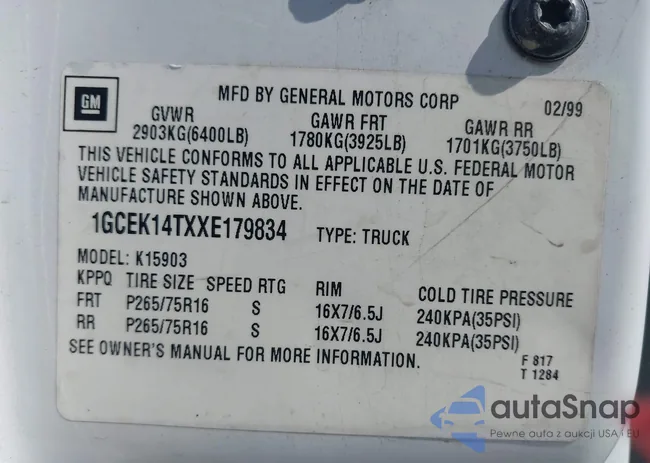 GM
MFD BY GENERAL MOTORS CORP 02/99
GVWR GAWR FRT GAWR RR
2903KG(6400LB) 1780KG(3925LB) 1701KG(3750LB)
THIS VEHICLE CONFORMS TO ALL APPLICABLE U.S. FEDERAL MOTOR
VEHICLE SAFETY STANDARDS IN EFFECT ON THE DATE OF
MANUFACTURE SHOWN ABOVE.
1GCEK14TXXE179834 TYPE: TRUCK
MODEL: K15903
KPPQ TIRE SIZE SPEED RTG RIM COLD TIRE PRESSURE
FRT P265/75R16 S 16X7/6.5J 240KPA(35PSI)
RR P265/75R16 S 16X7/6.5J 240KPA(35PSI)
SEE OWNER'S MANUAL FOR MORE INFORMATION.
F 817
T 1284
autaSnap
Pewne auta z aukcji USA i EU